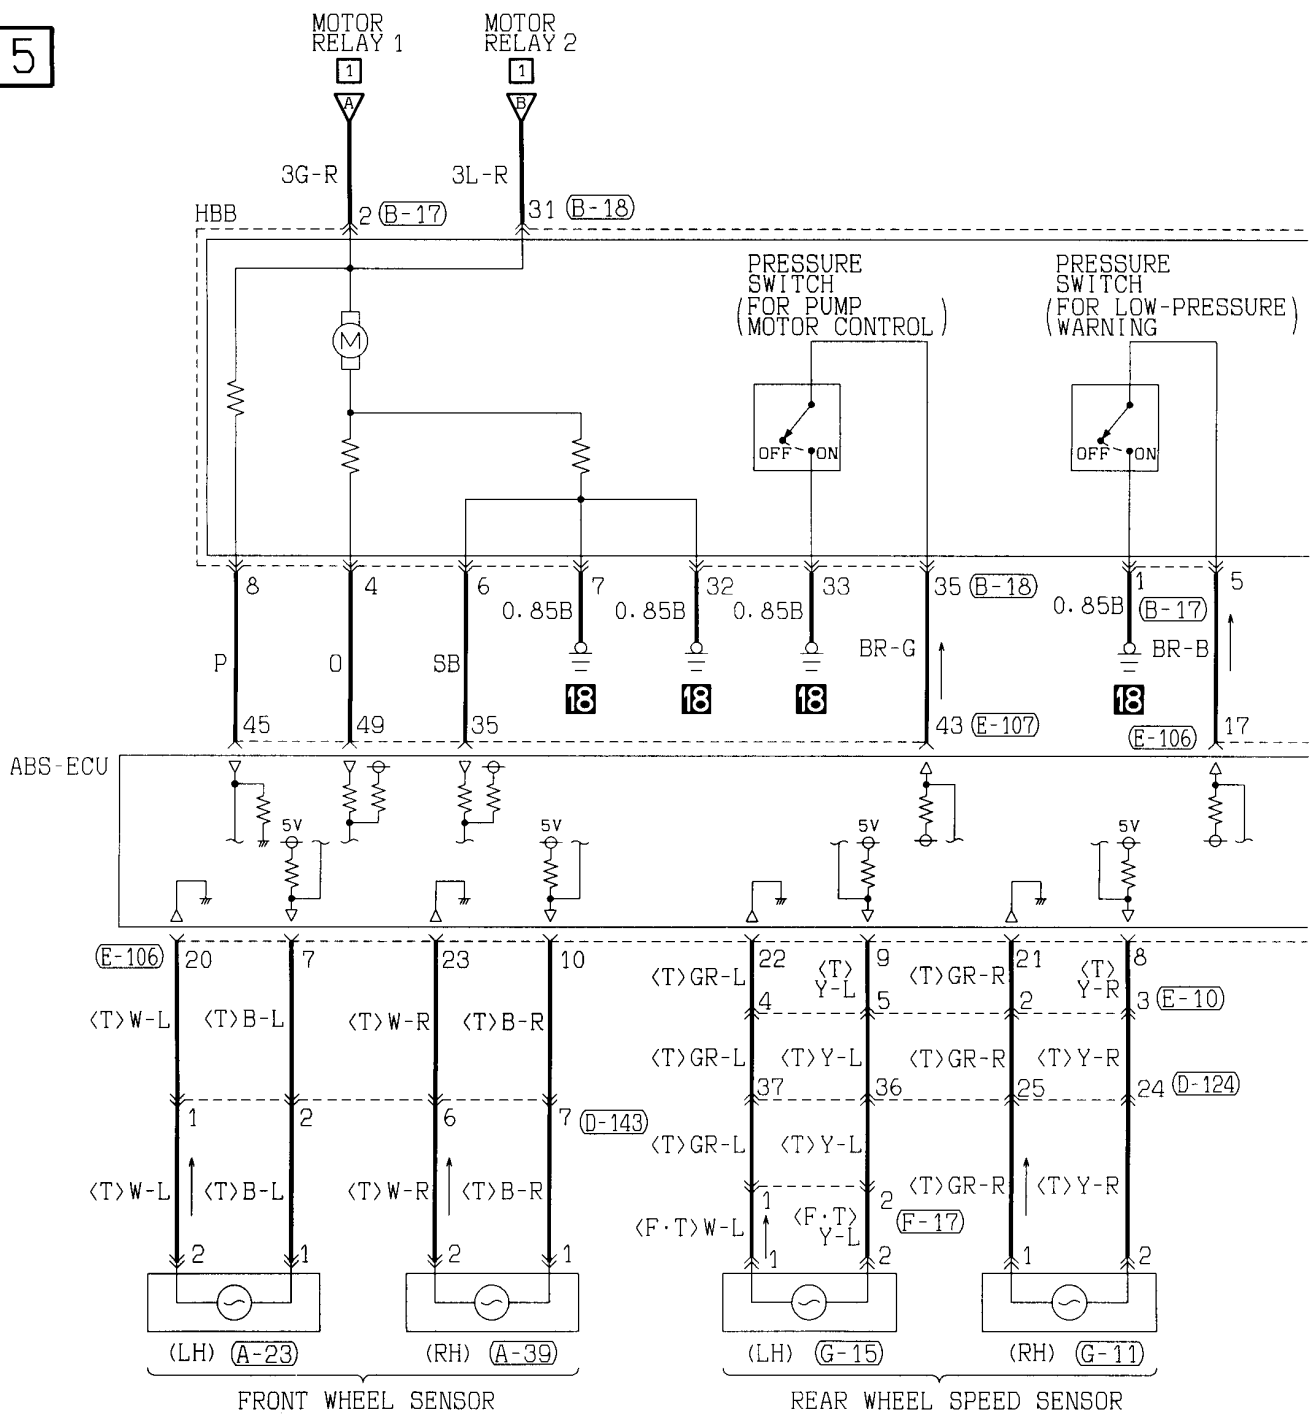 5
MOTOR RELAY 1
MOTOR RELAY 2
1
1
A
B
3G-R
3L-R
HBB
2 (B-17)
31 (B-18)
PRESSURE SWITCH (FOR PUMP MOTOR CONTROL)
PRESSURE SWITCH (FOR LOW-PRESSURE WARNING)
M
OFF ON
OFF ON
8 4 6 7 32 33 35 (B-18) 1 (B-17) 5
0.85B 0.85B 0.85B 0.85B
P O SB BR-G BR-B
18 18 18 18
45 49 35 43 (E-107) (E-106) 17
ABS-ECU
5V 5V 5V 5V
(E-106) 20 7 23 10 22 9 21 8
<T>GR-L <T>Y-L <T>GR-R <T>Y-R
4 5 2 3 (E-10)
<T>W-L <T>B-L <T>W-R <T>B-R
<T>GR-L <T>Y-L <T>GR-R <T>Y-R
37 36 25 24 (D-124)
1 2 6 7 (D-143)
<T>GR-L <T>Y-L
<T>W-L <T>B-L <T>W-R <T>B-R <T>GR-R <T>Y-R
1 2 (F-17)
<F·T>W-L <F·T>Y-L
2 1 2 1 1 2 1 2
(LH) (A-23) (RH) (A-39) (LH) (G-15) (RH) (G-11)
FRONT WHEEL SENSOR
REAR WHEEL SPEED SENSOR